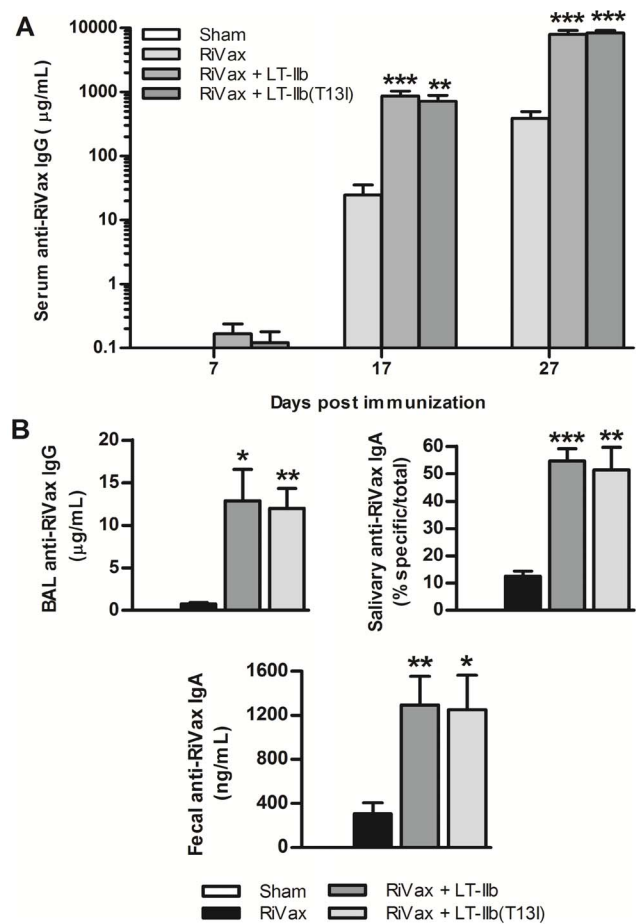 A
Serum anti-RiVax IgG ( μg/mL)
10000
1000
100
10
1
0.1
Sham
RiVax
RiVax + LT-IIb
RiVax + LT-IIb(T13I)
*** **
*** ***
7 17 27
Days post immunization
B
BAL anti-RiVax IgG
(μg/mL)
20
15
10
5
0
* **
Salivary anti-RiVax IgA
(% specific/total)
60
50
40
30
20
10
0
*** **
Fecal anti-RiVax IgA
(ng/mL)
1600
1200
800
400
0
** *
Sham RiVax + LT-IIb
RiVax RiVax + LT-IIb(T13I)